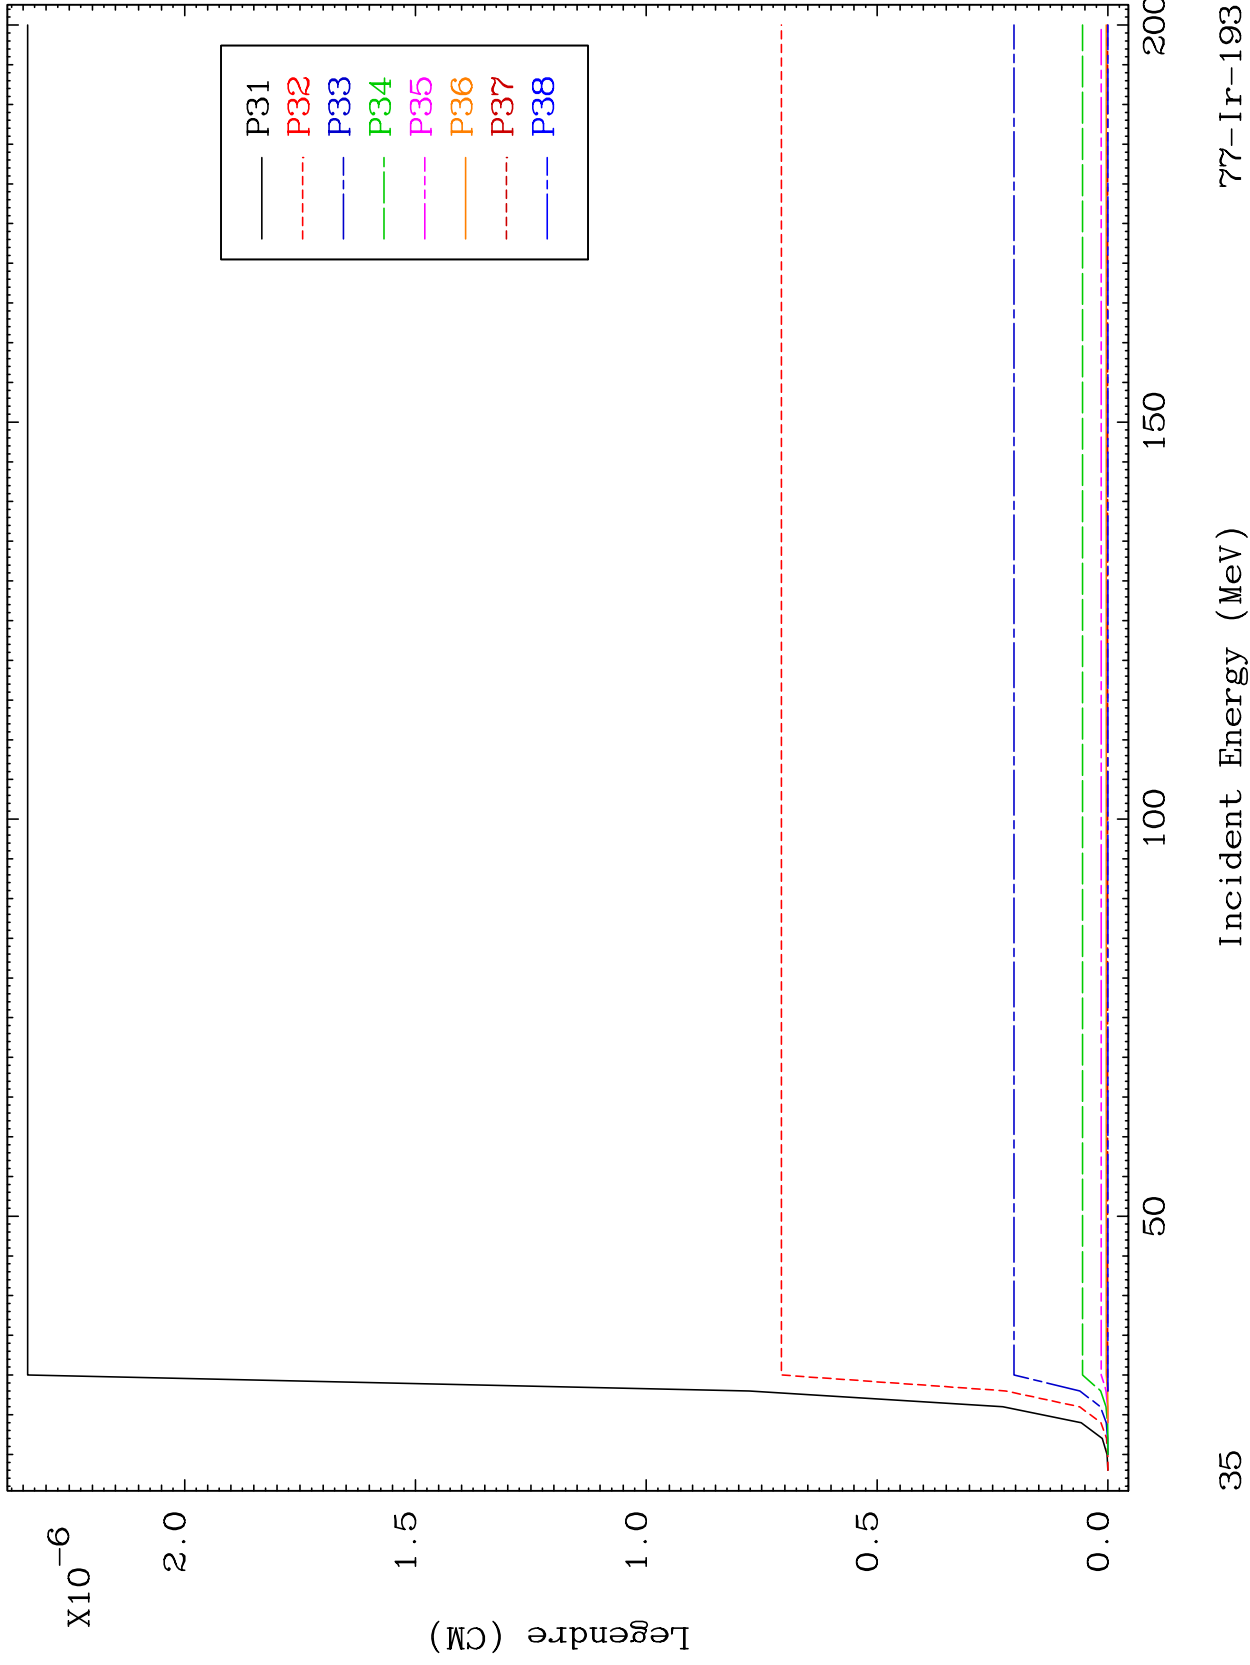 X10-6
2.0
1.5
1.0
0.5
0.0
Legendre (CM)
P31
P32
P33
P34
P35
P36
P37
P38
50
100
150
200
Incident Energy (MeV)
35
77-Ir-193